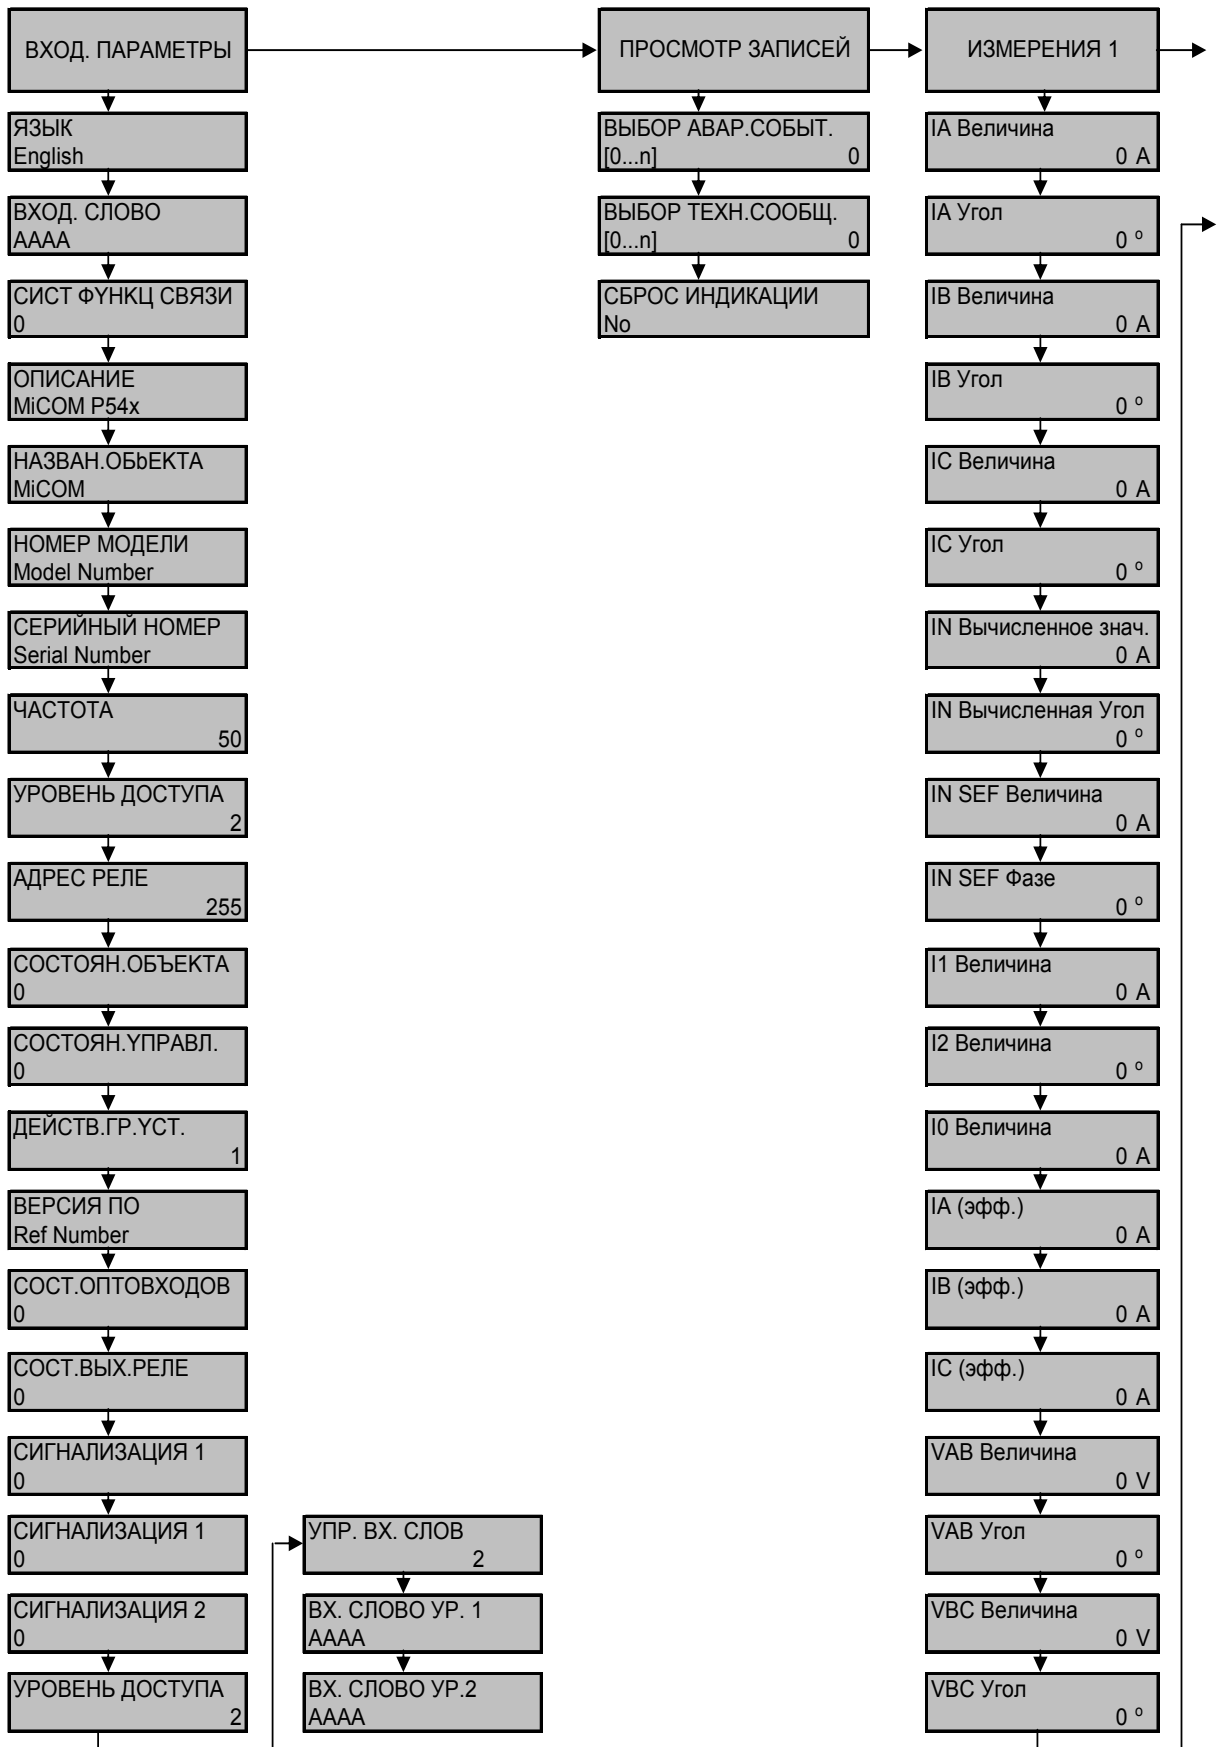 ВХОД. ПАРАМЕТРЫ
ЯЗЫК
English
ВХОД. СЛОВО
AAAA
СИСТ ФУНКЦ СВЯЗИ
0
ОПИСАНИЕ
MiCOM P54x
НАЗВАН.ОБЬЕКТА
MiCOM
НОМЕР МОДЕЛИ
Model Number
СЕРИЙНЫЙ НОМЕР
Serial Number
ЧАСТОТА
50
УРОВЕНЬ ДОСТУПА
2
АДРЕС РЕЛЕ
255
СОСТОЯН.ОБЪЕКТА
0
СОСТОЯН.YПРАВЛ.
0
ДЕЙСТВ.ГР.YСТ.
1
ВЕРСИЯ ПО
Ref Number
СОСТ.ОПТОВХОДОВ
0
СОСТ.ВЫХ.РЕЛЕ
0
СИГНАЛИЗАЦИЯ 1
0
СИГНАЛИЗАЦИЯ 1
0
СИГНАЛИЗАЦИЯ 2
0
УРОВЕНЬ ДОСТУПА
2
УПР. ВХ. СЛОВ
2
ВХ. СЛОВО УР. 1
AAAA
ВХ. СЛОВО УР.2
AAAA
ПРОСМОТР ЗАПИСЕЙ
ВЫБОР АВАР.СОБЫТ.
[0...n] 0
ВЫБОР ТЕХН.СООБЩ.
[0...n] 0
СБРОС ИНДИКАЦИИ
No
ИЗМЕРЕНИЯ 1
IA Величина
0 A
IA Угол
0 º
IB Величина
0 A
IB Угол
0 º
IC Величина
0 A
IC Угол
0 º
IN Вычисленное знач.
0 A
IN Вычисленная Угол
0 º
IN SEF Величина
0 A
IN SEF Фазе
0 º
I1 Величина
0 A
I2 Величина
0 º
I0 Величина
0 A
IA (эфф.)
0 A
IB (эфф.)
0 A
IC (эфф.)
0 A
VAB Величина
0 V
VAB Угол
0 º
VBC Величина
0 V
VBC Угол
0 º